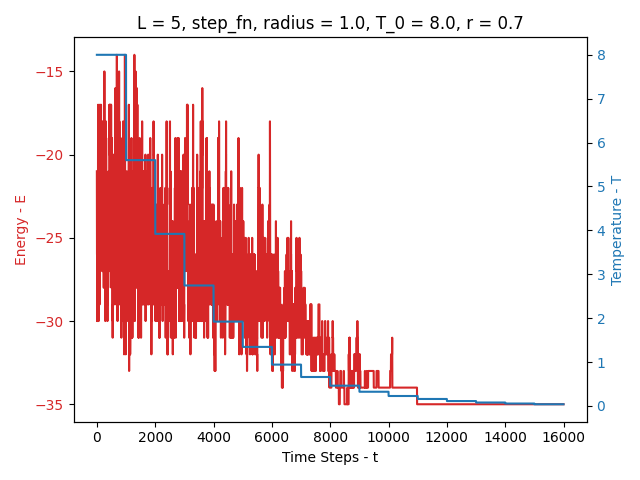 L = 5, step_fn, radius = 1.0, T_0 = 8.0, r = 0.7
−15
−20
−25
−30
−35
Energy - E
8
7
6
5
4
3
2
1
0
Temperature - T
0 2000 4000 6000 8000 10000 12000 14000 16000
Time Steps - t